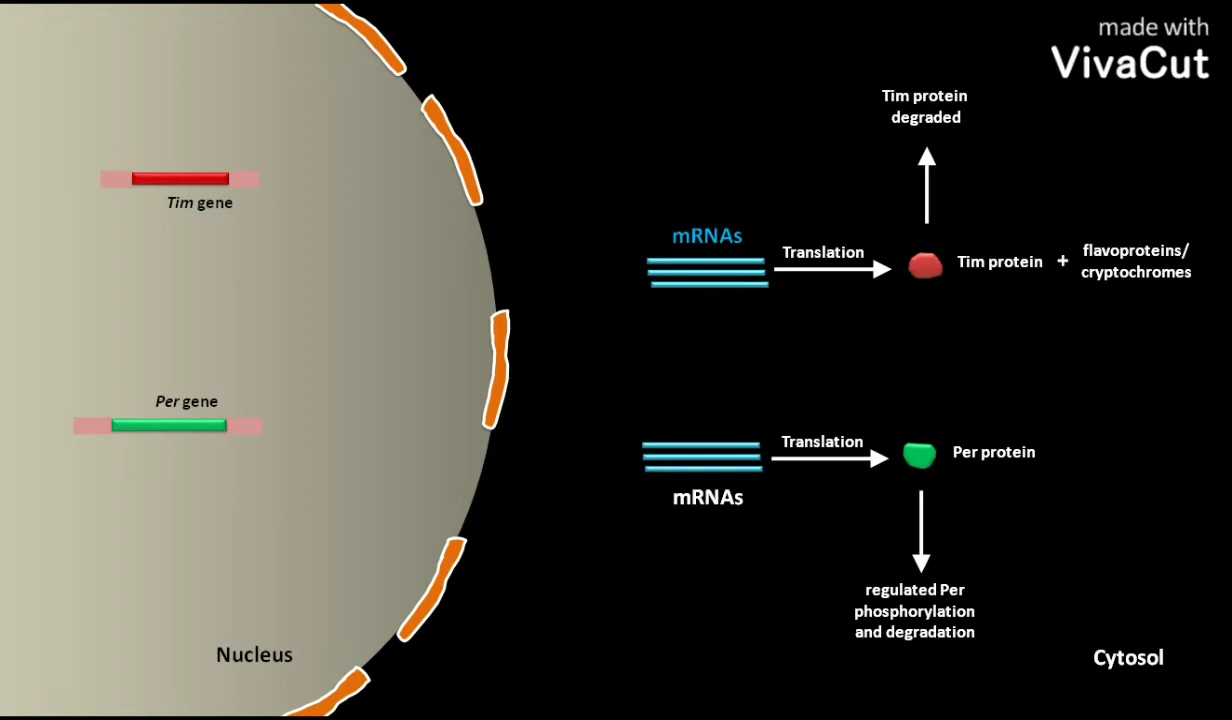 made with
VivaCut
Tim protein
degraded
Tim gene
mRNAs
Translation
Tim protein + flavoproteins/
cryptochromes
Per gene
Translation
Per protein
mRNAs
regulated Per
phosphorylation
and degradation
Nucleus
Cytosol